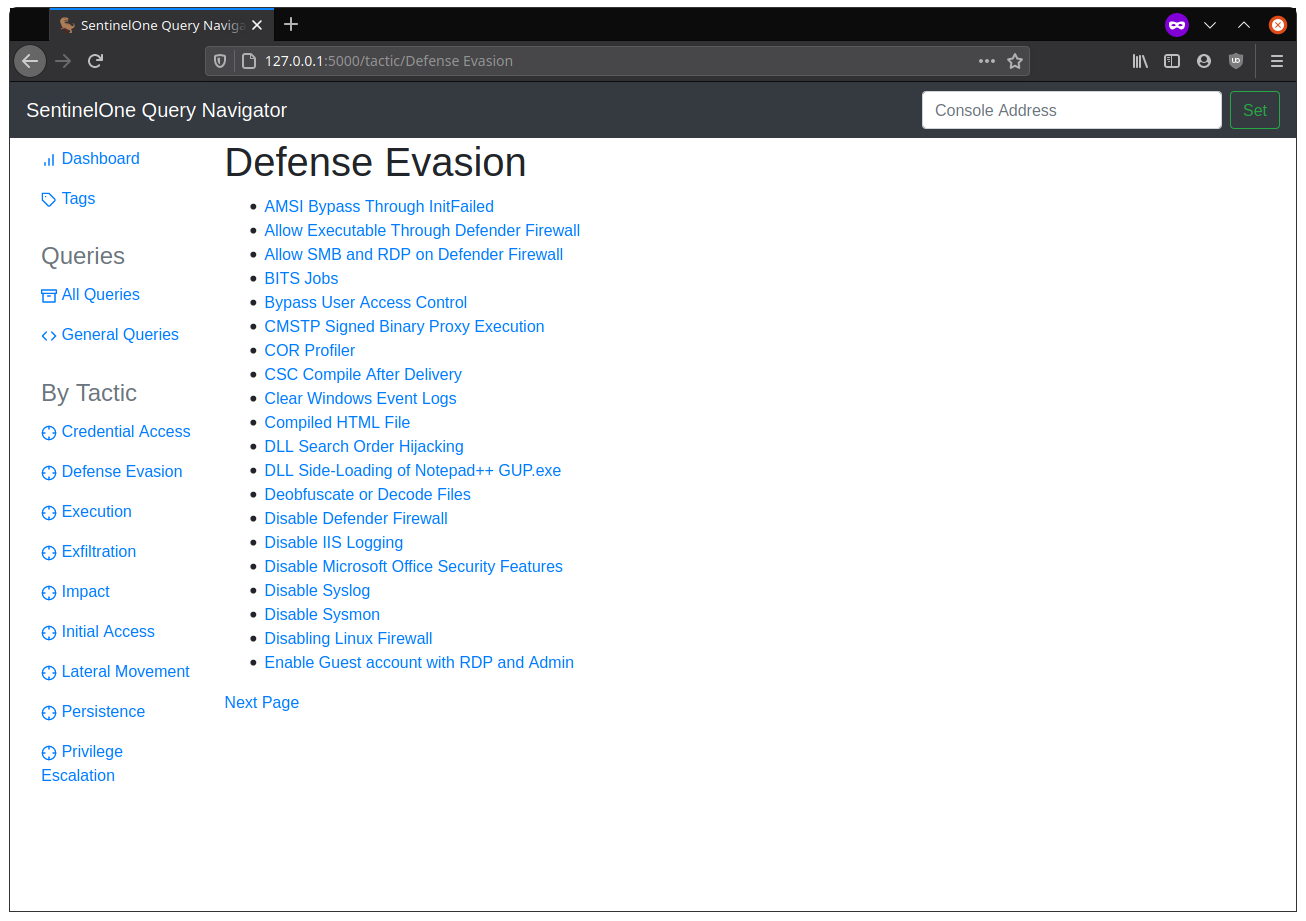 SentinelOne Query Naviga
127.0.0.1:5000/tactic/Defense Evasion
SentinelOne Query Navigator
Console Address
Set
Dashboard
Tags
Queries
All Queries
General Queries
By Tactic
Credential Access
Defense Evasion
Execution
Exfiltration
Impact
Initial Access
Lateral Movement
Persistence
Privilege
Escalation
Defense Evasion
AMSI Bypass Through InitFailed
Allow Executable Through Defender Firewall
Allow SMB and RDP on Defender Firewall
BITS Jobs
Bypass User Access Control
CMSTP Signed Binary Proxy Execution
COR Profiler
CSC Compile After Delivery
Clear Windows Event Logs
Compiled HTML File
DLL Search Order Hijacking
DLL Side-Loading of Notepad++ GUP.exe
Deobfuscate or Decode Files
Disable Defender Firewall
Disable IIS Logging
Disable Microsoft Office Security Features
Disable Syslog
Disable Sysmon
Disabling Linux Firewall
Enable Guest account with RDP and Admin
Next Page